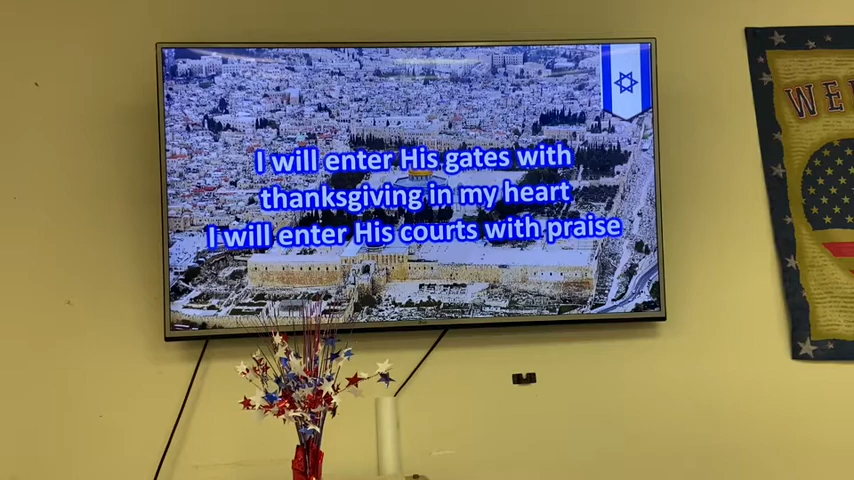 I will enter His gates with
thanksgiving in my heart
I will enter His courts with praise